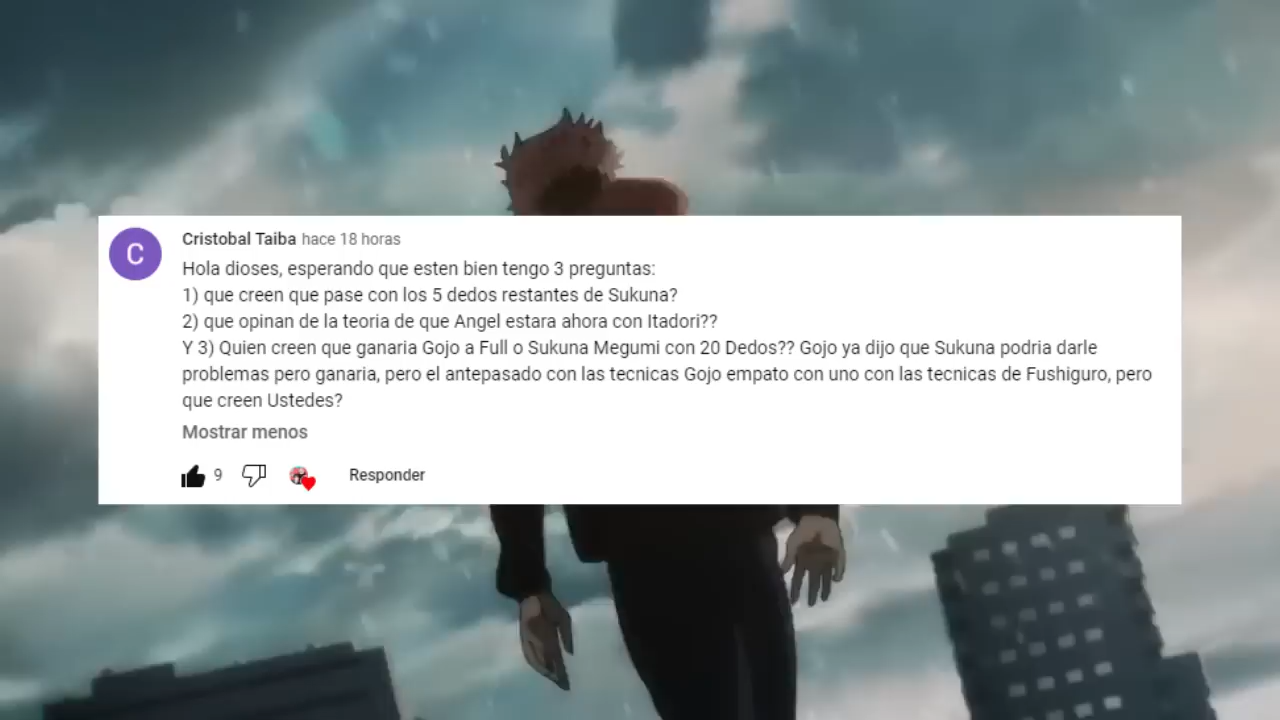 C
Cristobal Taiba hace 18 horas
Hola dioses, esperando que esten bien tengo 3 preguntas:
1) que creen que pase con los 5 dedos restantes de Sukuna?
2) que opinan de la teoria de que Angel estara ahora con Itadori??
Y 3) Quien creen que ganaria Gojo a Full o Sukuna Megumi con 20 Dedos?? Gojo ya dijo que Sukuna podria darle
problemas pero ganaria, pero el antepasado con las tecnicas Gojo empato con uno con las tecnicas de Fushiguro, pero
que creen Ustedes?
Mostrar menos
9 Responder